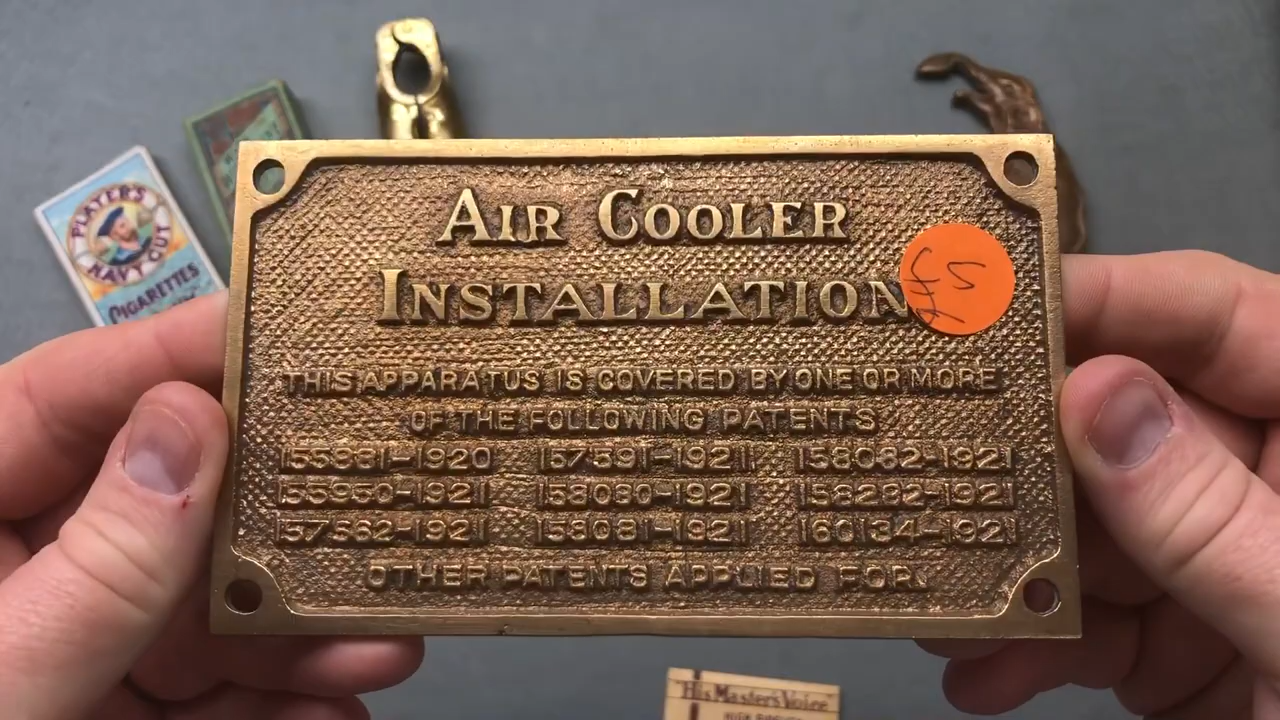 PLAYER'S
NAVY CUT
CIGARETTES
AIR COOLER
INSTALLATION
THIS APPARATUS IS COVERED BY ONE OR MORE
OF THE FOLLOWING PATENTS
155881-1920 157591-1921 158082-1921
155950-1921 158080-1921 158292-1921
157562-1921 158081-1921 160134-1921
OTHER PATENTS APPLIED FOR.
"His Master's Voice"